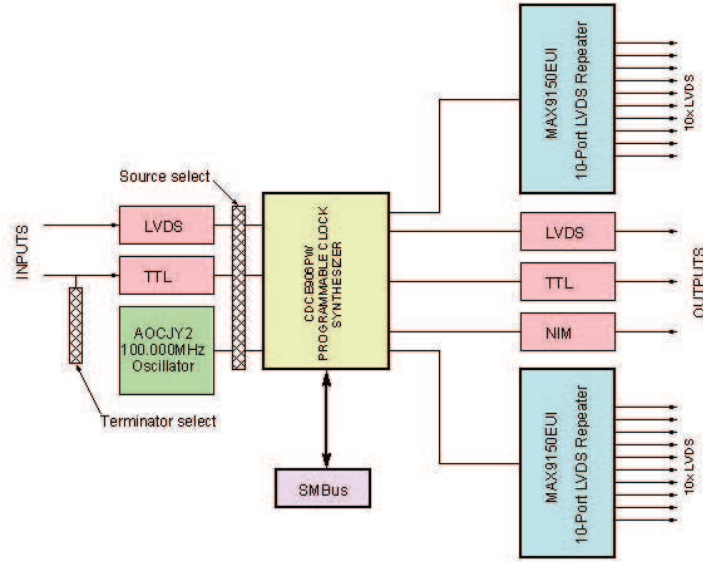 MAX9150EUI
10-Port LVDS Repeater
10x LVDS
Source select
INPUTS
LVDS
TTL
AOCJY2
100.000MHz
Oscillator
Terminator select
CDCE906PW
PROGRAMMABLE CLOCK
SYNTHESIZER
SMBus
LVDS
TTL
NIM
OUTPUTS
MAX9150EUI
10-Port LVDS Repeater
10x LVDS